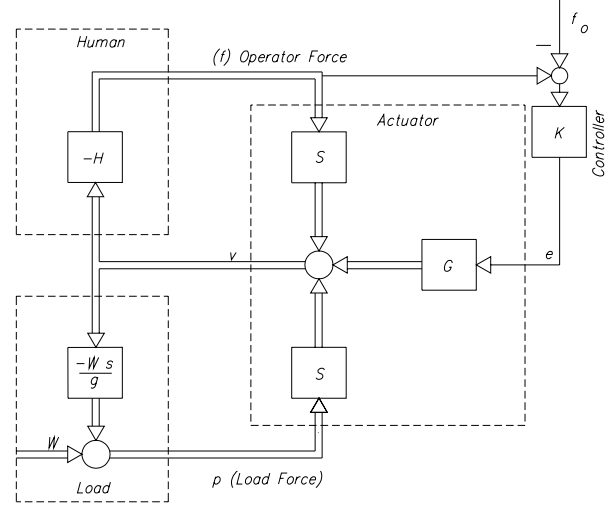 Human
(f) Operator Force
f o
—
Actuator
Controller
-H
S
K
v
G
e
-W s
g
S
W
Load
p (Load Force)